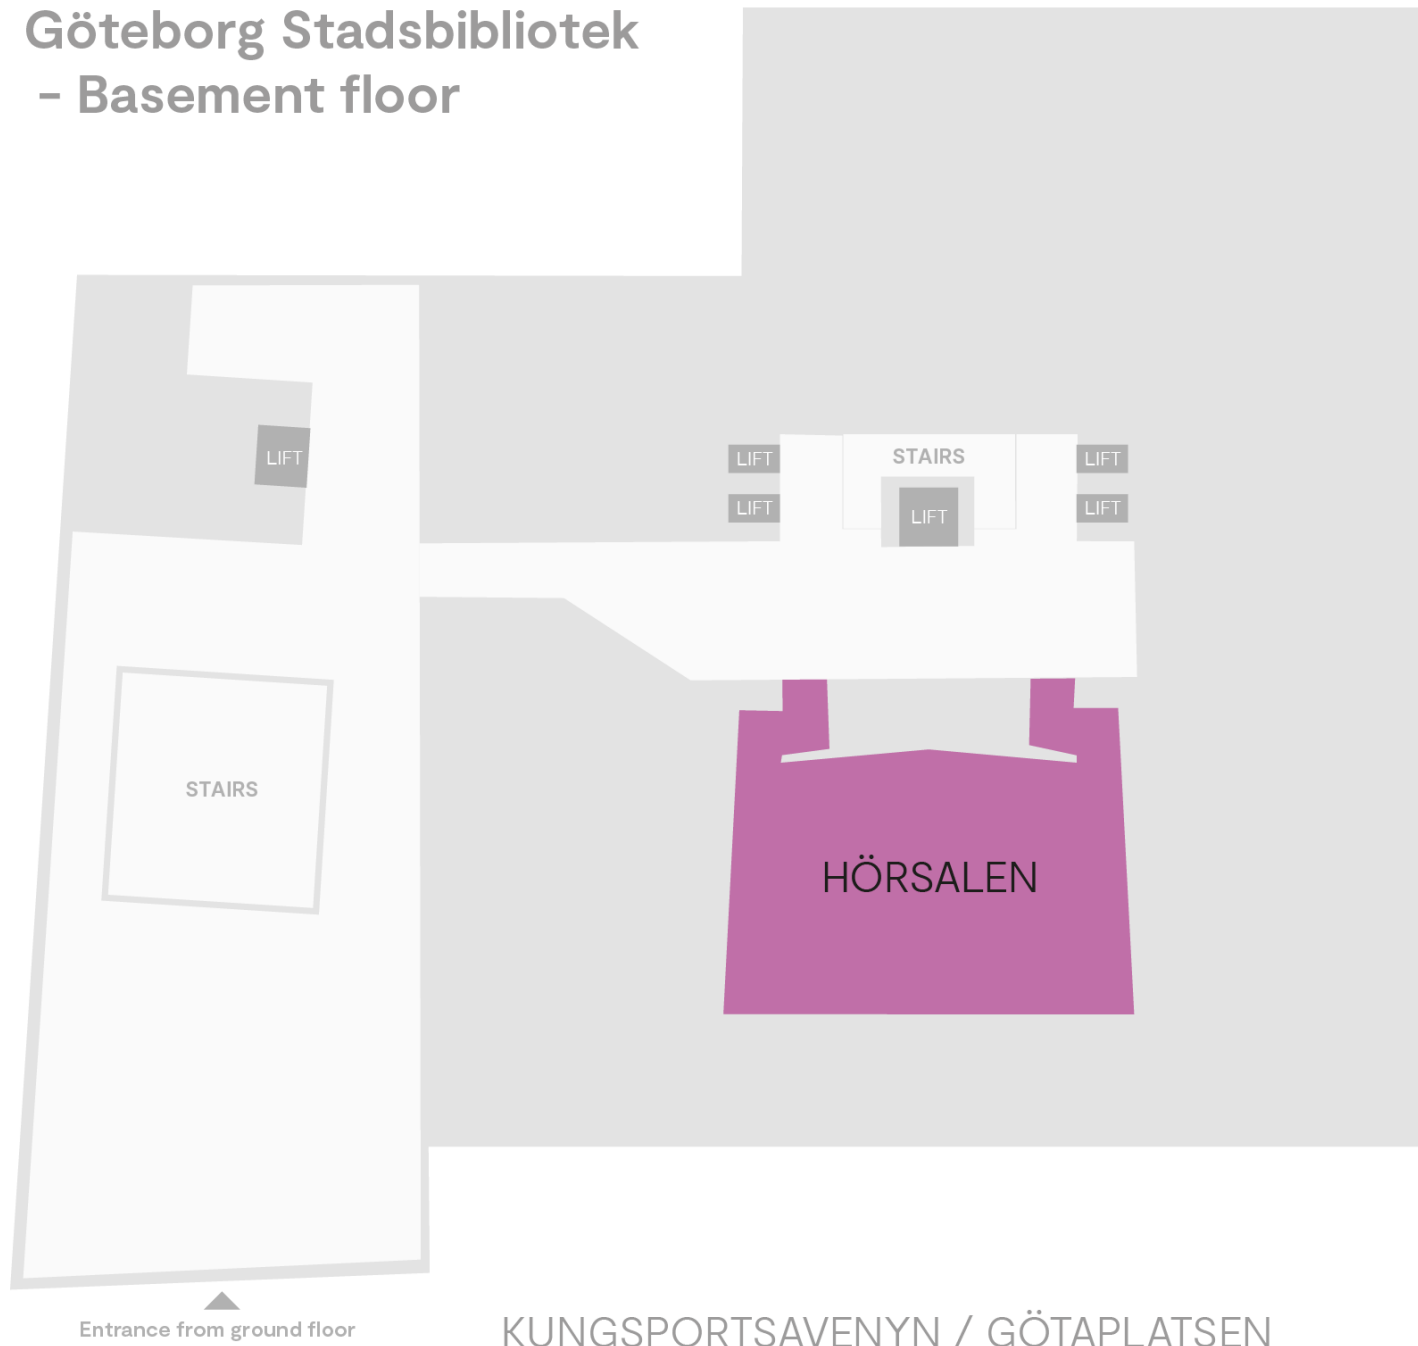 Göteborg Stadsbibliotek
- Basement floor
LIFT
LIFT
LIFT
STAIRS
LIFT
LIFT
LIFT
STAIRS
HÖRSALEN
Entrance from ground floor
KUNGSPORTSAVENYN / GÖTAPLATSEN